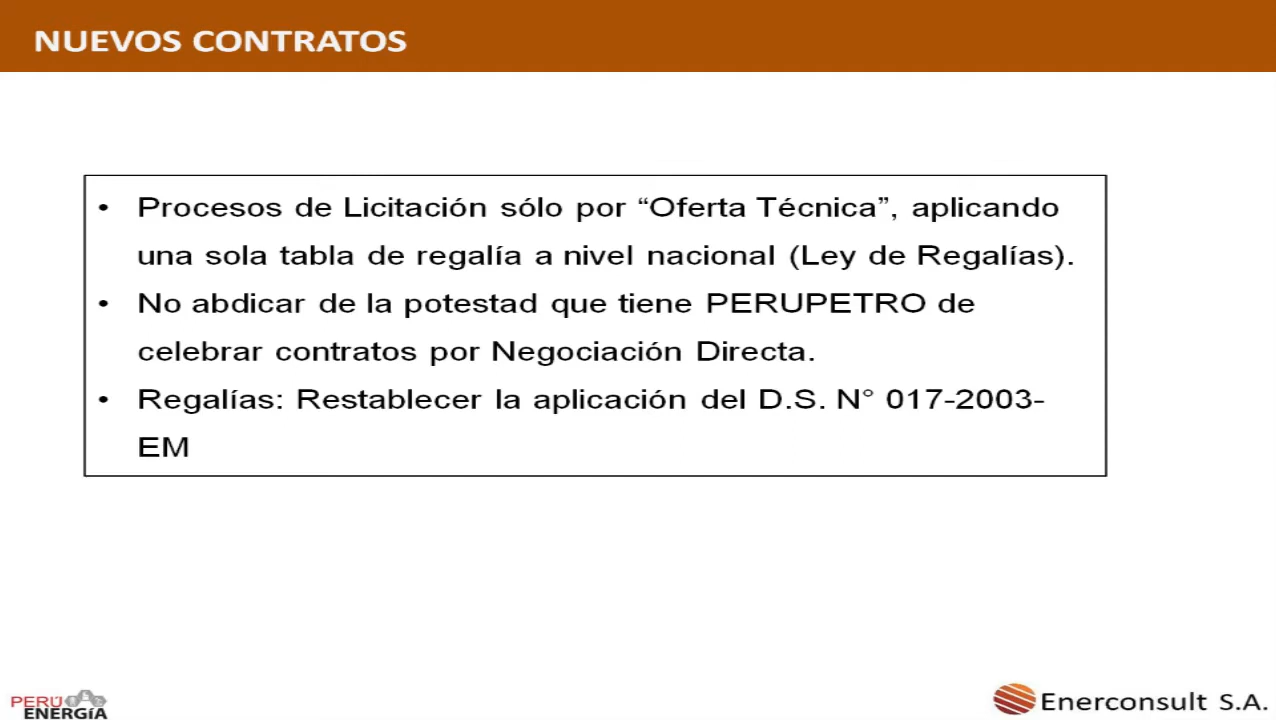 NUEVOS CONTRATOS
• Procesos de Licitación sólo por “Oferta Técnica”, aplicando
una sola tabla de regalía a nivel nacional (Ley de Regalías).
• No abdicar de la potestad que tiene PERUPETRO de
celebrar contratos por Negociación Directa.
• Regalías: Restablecer la aplicación del D.S. N° 017-2003-
EM
PERÚ
ENERGÍA
Enerconsult S.A.